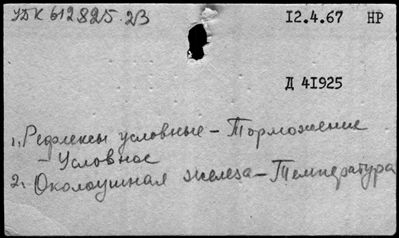 УДК 612.825.23
12.4.67 НР
Д 41925
1. Рефлексы условные - Торможение
- Условное
2. Околоушная железа - Температура